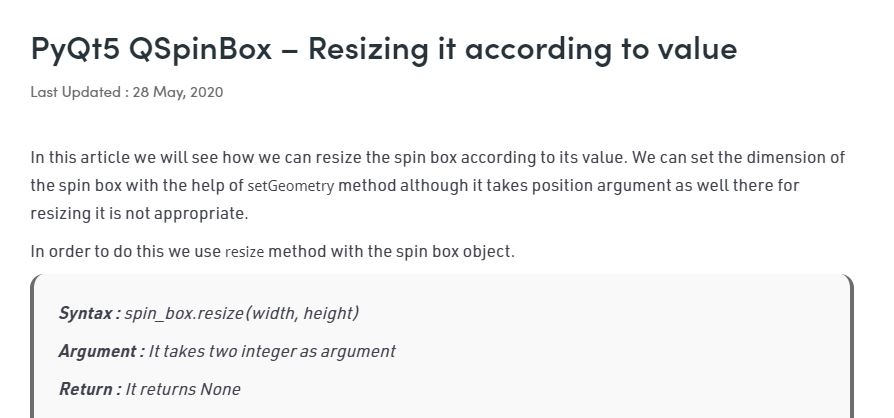 PyQt5 QSpinBox – Resizing it according to value
Last Updated : 28 May, 2020
In this article we will see how we can resize the spin box according to its value. We can set the dimension of
the spin box with the help of setGeometry method although it takes position argument as well there for
resizing it is not appropriate.
In order to do this we use resize method with the spin box object.
Syntax : spin_box.resize(width, height)
Argument : It takes two integer as argument
Return : It returns None